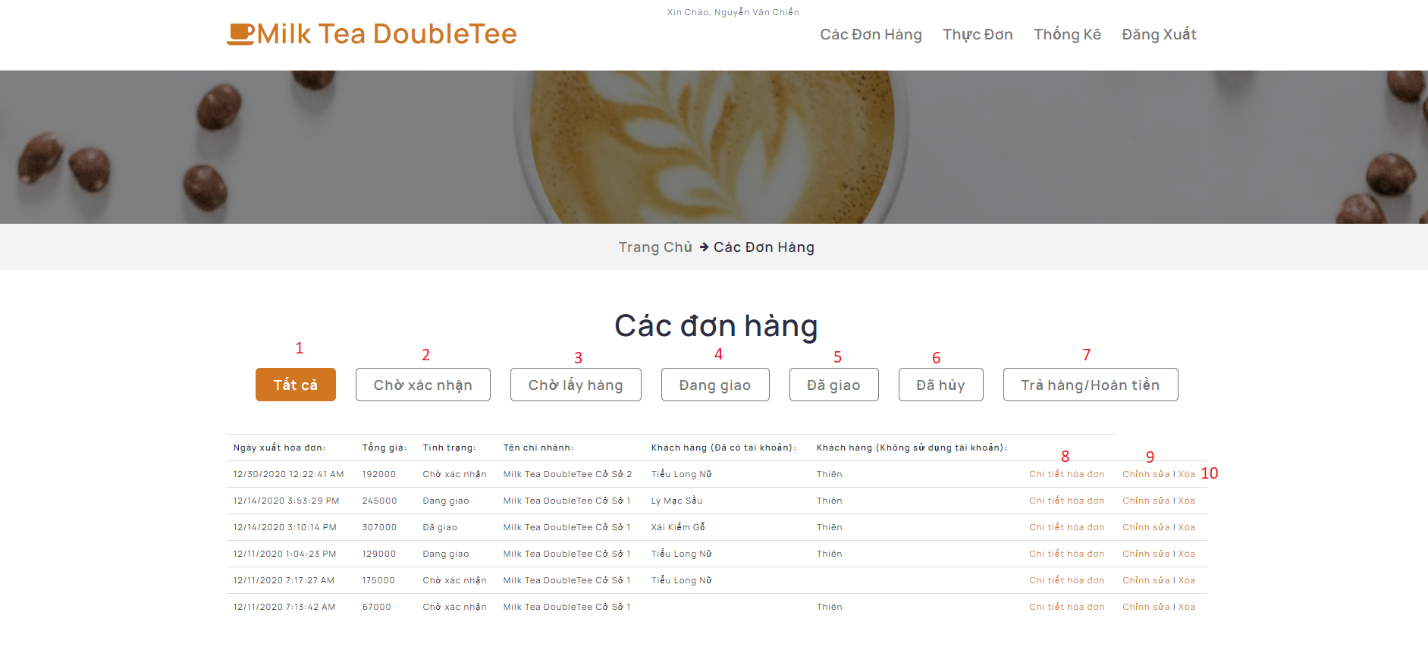 Xin Chào, Nguyễn Văn Chiến
Milk Tea DoubleTee
Các Đơn Hàng Thực Đơn Thống Kê Đăng Xuất
Trang Chủ → Các Đơn Hàng
Các đơn hàng
1 2 3 4 5 6 7
Tất cả Chờ xác nhận Chờ lấy hàng Đang giao Đã giao Đã hủy Trả hàng/Hoàn tiền
Ngày xuất hóa đơn: Tổng giá: Tình trạng: Tên chi nhánh: Khách hàng (Đã có tài khoản): Khách hàng (Không sử dụng tài khoản):
8 9
12/30/2020 12:22:41 AM 192000 Chờ xác nhận Milk Tea DoubleTee Cở Sở 2 Tiểu Long Nữ Thiên Chi tiết hóa đơn Chỉnh sửa | Xóa 10
12/14/2020 3:53:29 PM 245000 Đang giao Milk Tea DoubleTee Cở Sở 1 Lý Mạc Sầu Thiên Chi tiết hóa đơn Chỉnh sửa | Xóa
12/14/2020 3:10:14 PM 307000 Đã giao Milk Tea DoubleTee Cở Sở 1 Xài Kiếm Gỗ Thiên Chi tiết hóa đơn Chỉnh sửa | Xóa
12/11/2020 1:04:23 PM 129000 Đang giao Milk Tea DoubleTee Cở Sở 1 Tiểu Long Nữ Thiên Chi tiết hóa đơn Chỉnh sửa | Xóa
12/11/2020 7:17:27 AM 175000 Chờ xác nhận Milk Tea DoubleTee Cở Sở 1 Tiểu Long Nữ Chi tiết hóa đơn Chỉnh sửa | Xóa
12/11/2020 7:13:42 AM 67000 Chờ xác nhận Milk Tea DoubleTee Cở Sở 1 Thiên Chi tiết hóa đơn Chỉnh sửa | Xóa